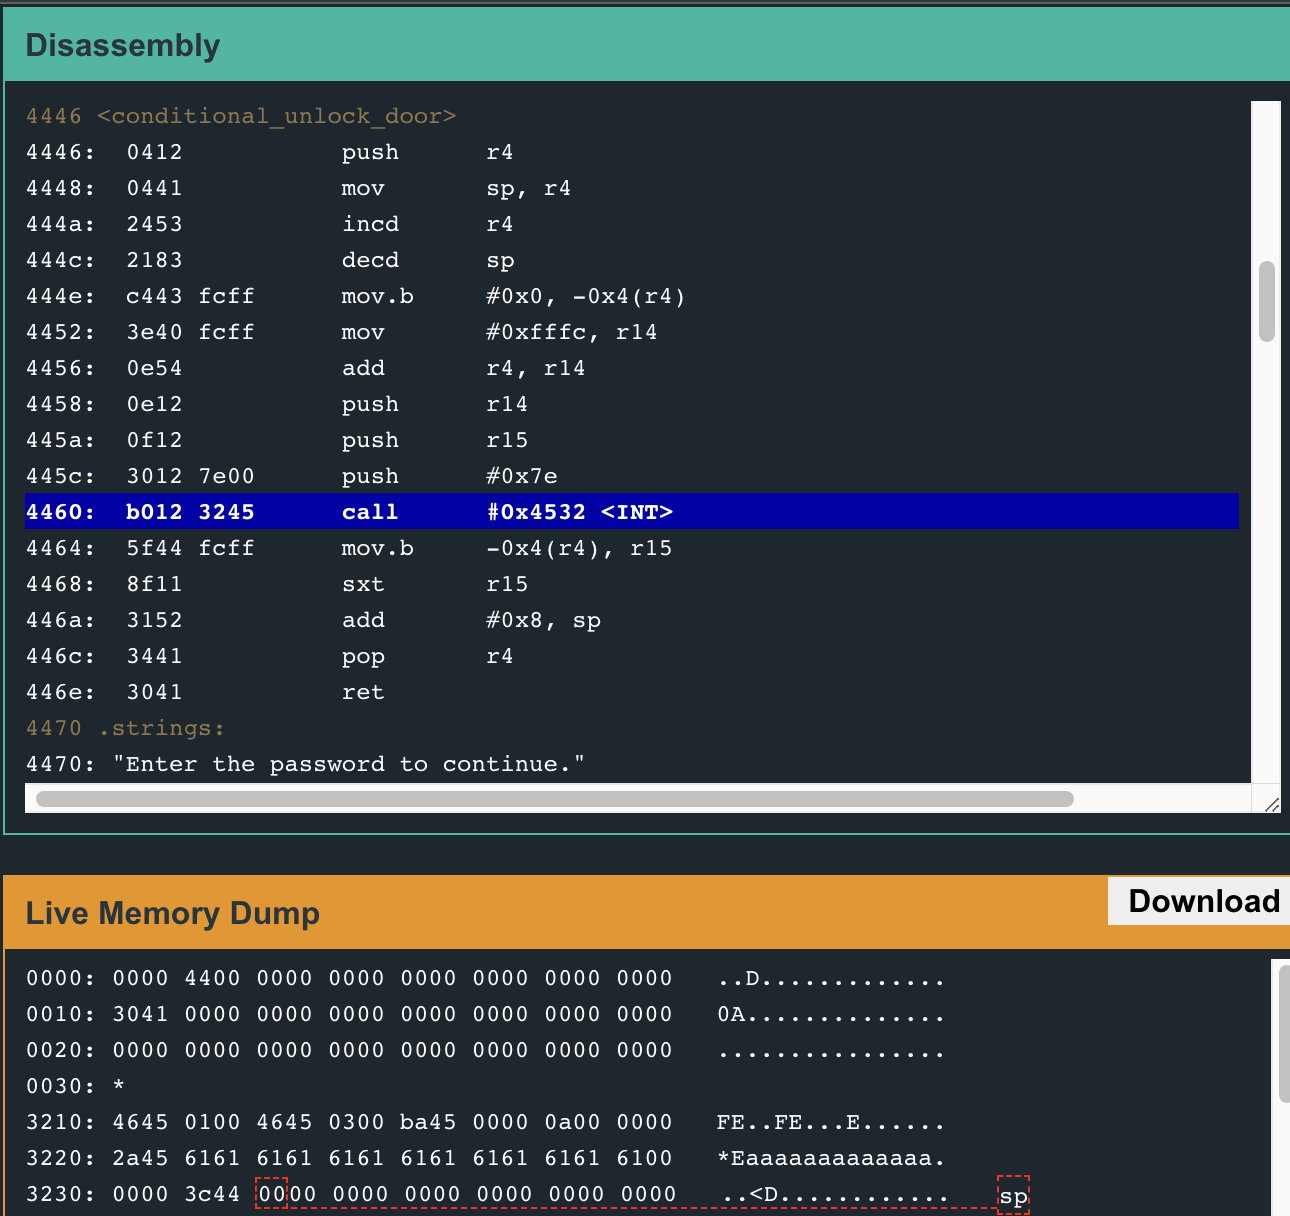 Disassembly
4446 <conditional_unlock_door>
4446: 0412 push r4
4448: 0441 mov sp, r4
444a: 2453 incd r4
444c: 2183 decd sp
444e: c443 fcff mov.b #0x0, -0x4(r4)
4452: 3e40 fcff mov #0xfffc, r14
4456: 0e54 add r4, r14
4458: 0e12 push r14
445a: 0f12 push r15
445c: 3012 7e00 push #0x7e
4460: b012 3245 call #0x4532 <INT>
4464: 5f44 fcff mov.b -0x4(r4), r15
4468: 8f11 sxt r15
446a: 3152 add #0x8, sp
446c: 3441 pop r4
446e: 3041 ret
4470 .strings:
4470: "Enter the password to continue."
Live Memory Dump Download
0000: 0000 4400 0000 0000 0000 0000 0000 0000 ..D.............
0010: 3041 0000 0000 0000 0000 0000 0000 0000 0A..............
0020: 0000 0000 0000 0000 0000 0000 0000 0000 ................
0030: *
3210: 4645 0100 4645 0300 ba45 0000 0a00 0000 FE..FE...E......
3220: 2a45 6161 6161 6161 6161 6161 6161 6100 *Eaaaaaaaaaaaaa.
3230: 0000 3c44 0000 0000 0000 0000 0000 0000 ..<D............ sp